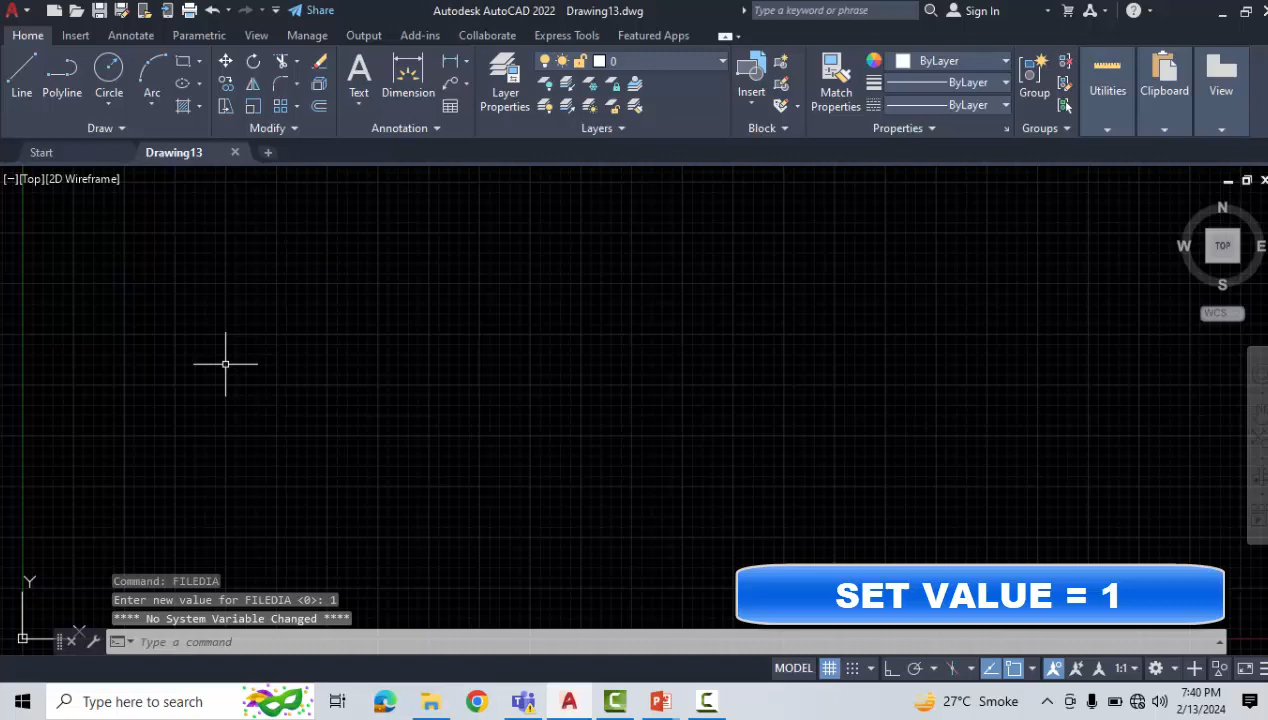 Share
Autodesk AutoCAD 2022 Drawing13.dwg
Type a keyword or phrase
Sign In
Home Insert Annotate Parametric View Manage Output Add-ins Collaborate Express Tools Featured Apps
Line Polyline Circle Arc
Text Dimension
Layer Properties
0
Insert
Match Properties
ByLayer
ByLayer
ByLayer
Group
Utilities
Clipboard
View
Draw Modify Annotation Layers Block Properties Groups
Start Drawing13
[−][Top][2D Wireframe]
N
W TOP E
S
WCS
Y
X
Command: FILEDIA
Enter new value for FILEDIA <0>: 1
**** No System Variable Changed ****
Type a command
SET VALUE = 1
MODEL 1:1
Type here to search
27°C Smoke
7:40 PM
2/13/2024